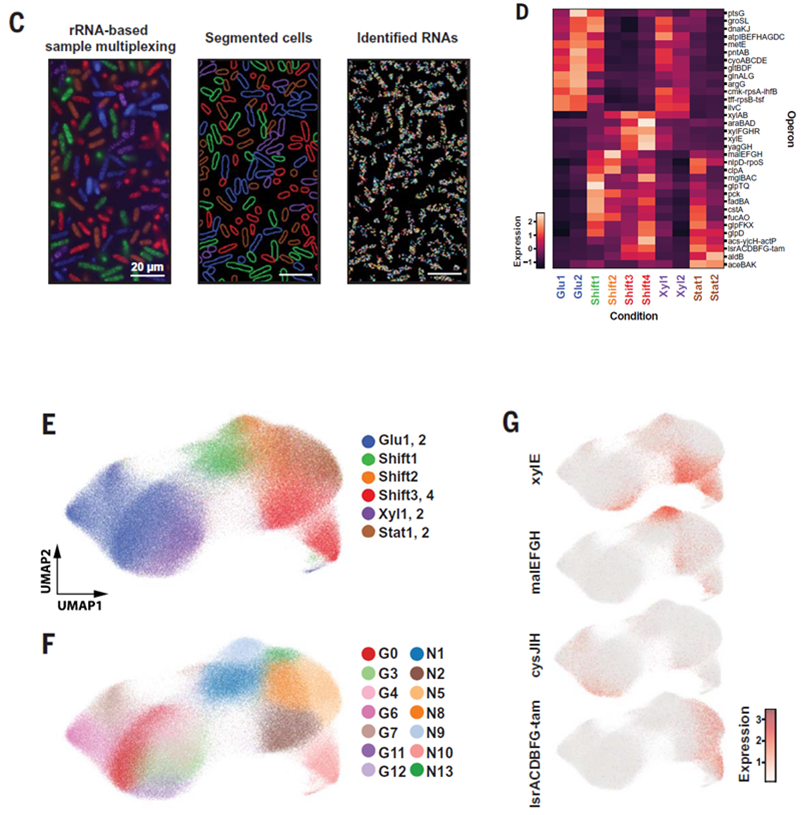 C
rRNA-based
sample multiplexing
Segmented cells
Identified RNAs
20 µm
D
ptsG
groSL
dnaKJ
atpIBEFHAGDC
metE
pntAB
cyoABCDE
gltBDF
glnALG
argG
cmk-rpsA-ihfB
tff-rpsB-tsf
ilvC
xylAB
araBAD
xylFGHR
xylE
yagGH
malEFGH
nlpD-rpoS
clpA
mglBAC
glpTQ
pck
fadBA
cstA
fucAO
glpFKX
glpD
acs-yjcH-actP
lsrACDBFG-tam
aldB
aceBAK
Operon
Expression
2
1
0
−1
Glu1
Glu2
Shift1
Shift2
Shift3
Shift4
Xyl1
Xyl2
Stat1
Stat2
Condition
E
Glu1, 2
Shift1
Shift2
Shift3, 4
Xyl1, 2
Stat1, 2
UMAP2
UMAP1
F
G0
G3
G4
G6
G7
G11
G12
N1
N2
N5
N8
N9
N10
N13
G
xylE
malEFGH
cysJIH
lsrACDBFG-tam
Expression
3
2
1